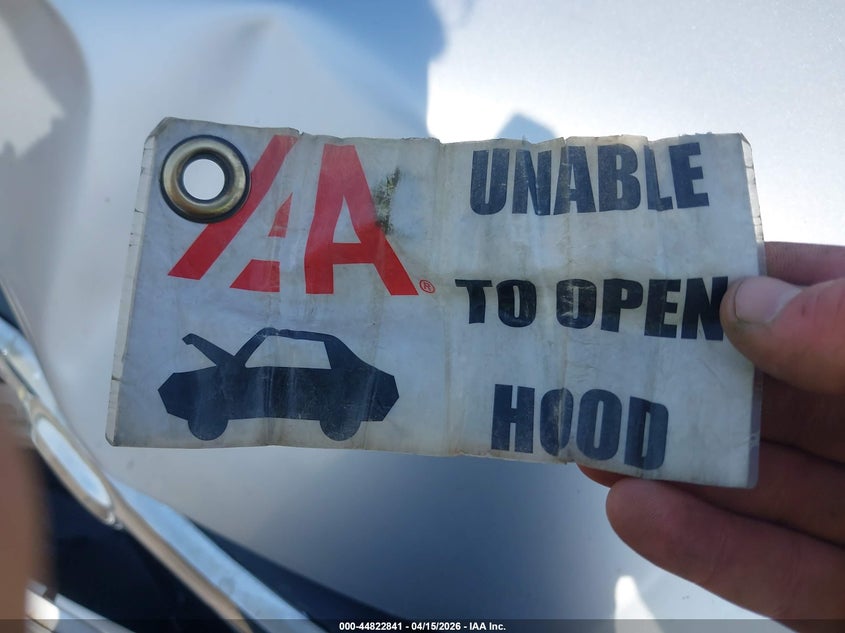 IAA®
UNABLE
TO OPEN
HOOD
000-44822841 - 04/15/2026 - IAA Inc.